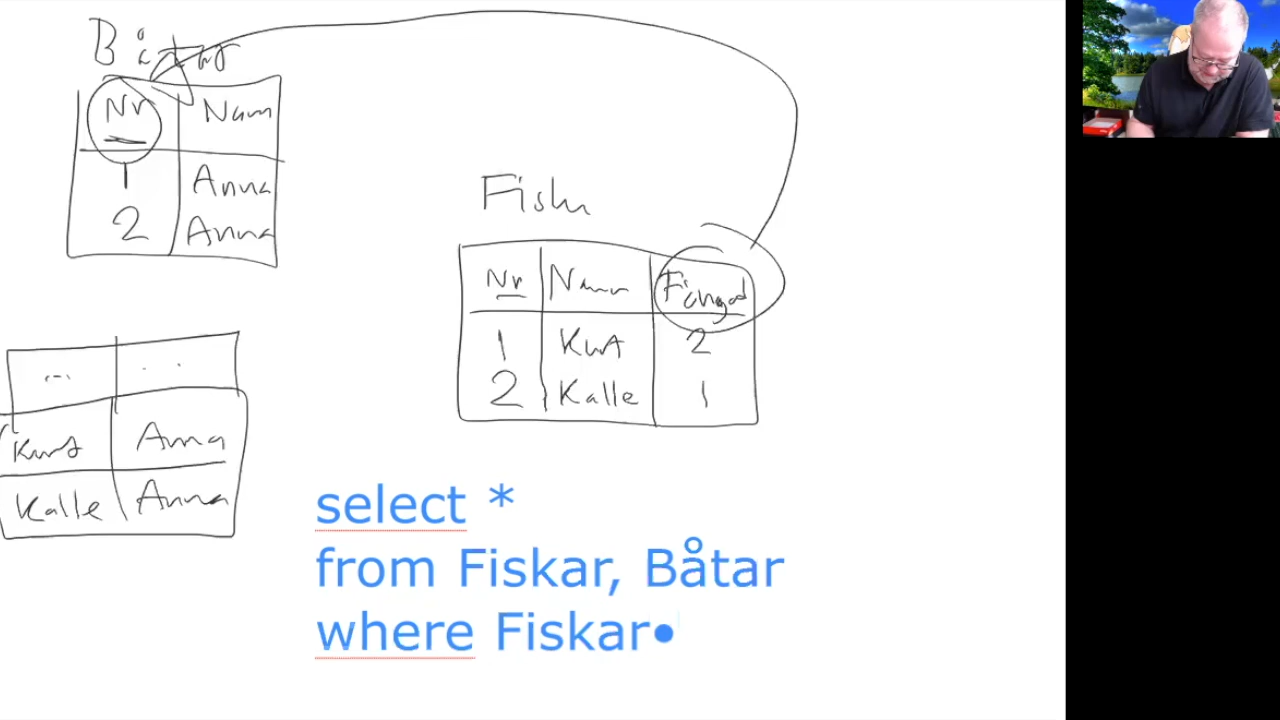 Båtar
Nr Namn
1 Anna
2 Anna
Fiskar
Nr Namn Fångad
1 Kurt 2
2 Kalle 1
... ..
Kurt Anna
Kalle Anna
select *
from Fiskar, Båtar
where Fiskar•